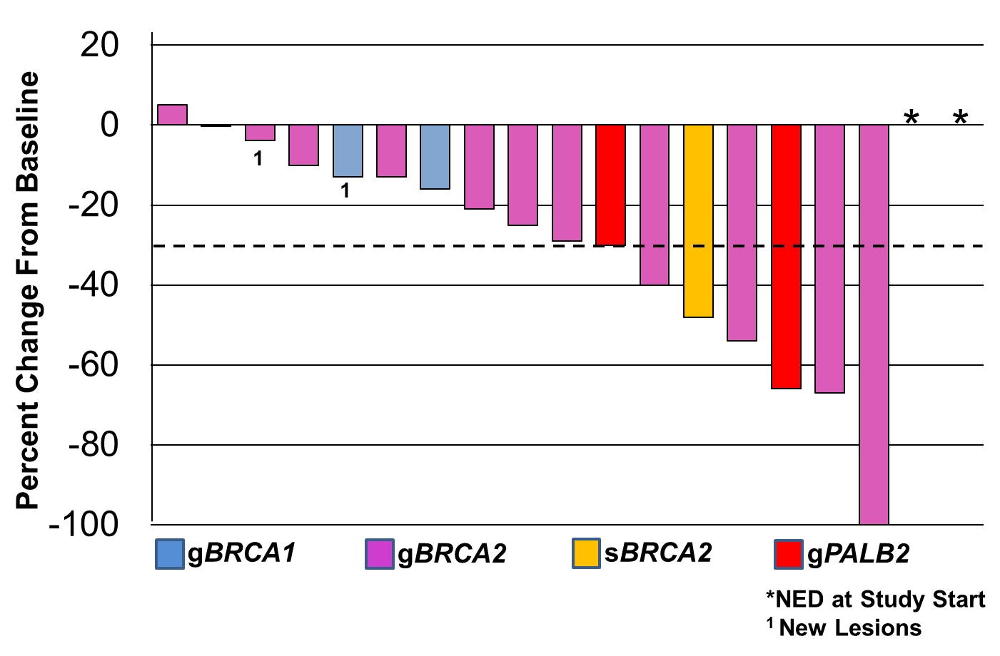 Percent Change From Baseline
20
0
-20
-40
-60
-80
-100
1
1
* *
gBRCA1 gBRCA2 sBRCA2 gPALB2
*NED at Study Start
1 New Lesions